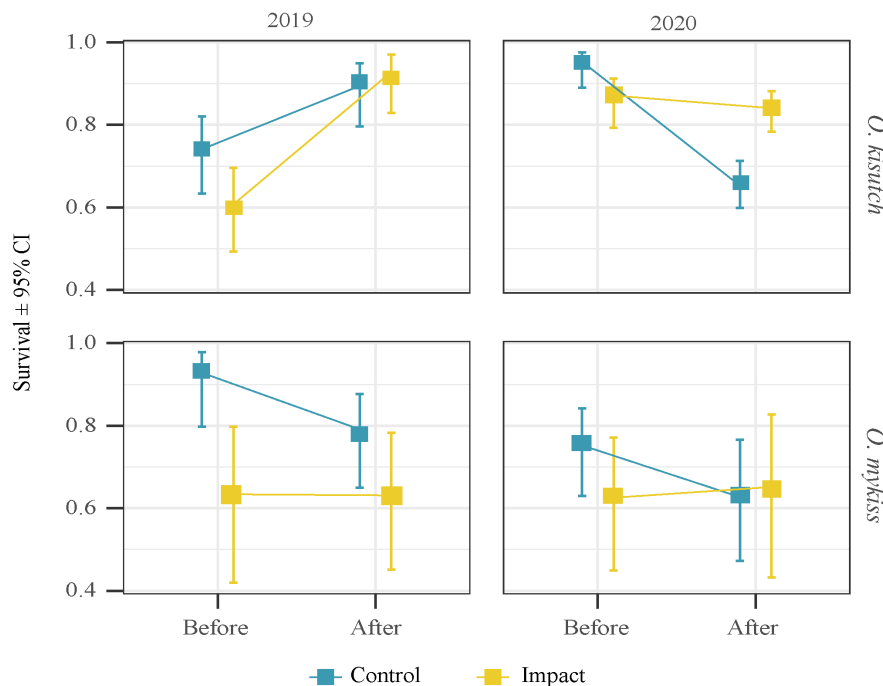 2019
2020
1.0
0.8
0.6
0.4
O. kisutch
Survival ± 95% CI
1.0
0.8
0.6
0.4
O. mykiss
Before
After
Before
After
Control
Impact